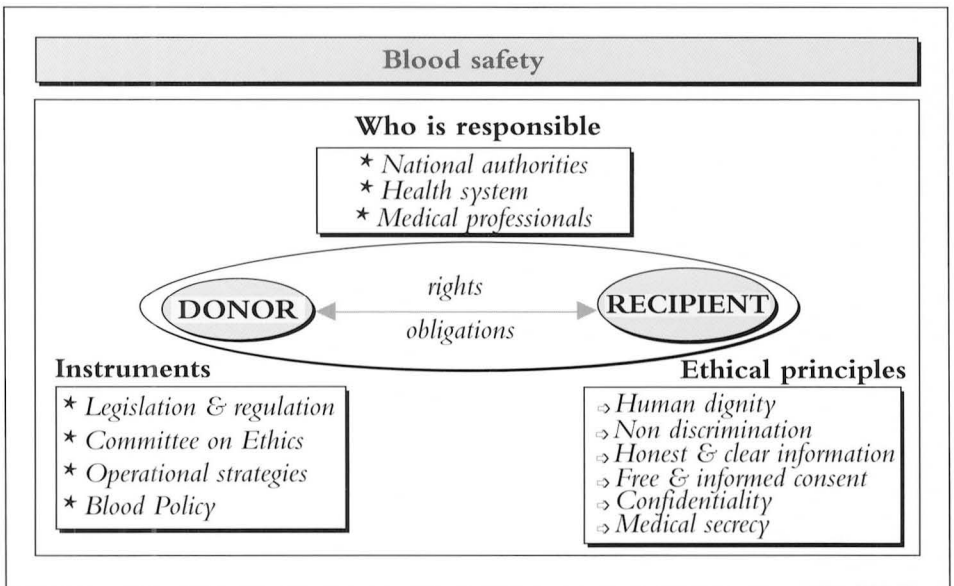 Blood safety
Who is responsible
* National authorities
* Health system
* Medical professionals
DONOR
rights
obligations
RECIPIENT
Instruments
* Legislation & regulation
* Committee on Ethics
* Operational strategies
* Blood Policy
Ethical principles
⇨ Human dignity
⇨ Non discrimination
⇨ Honest & clear information
⇨ Free & informed consent
⇨ Confidentiality
⇨ Medical secrecy